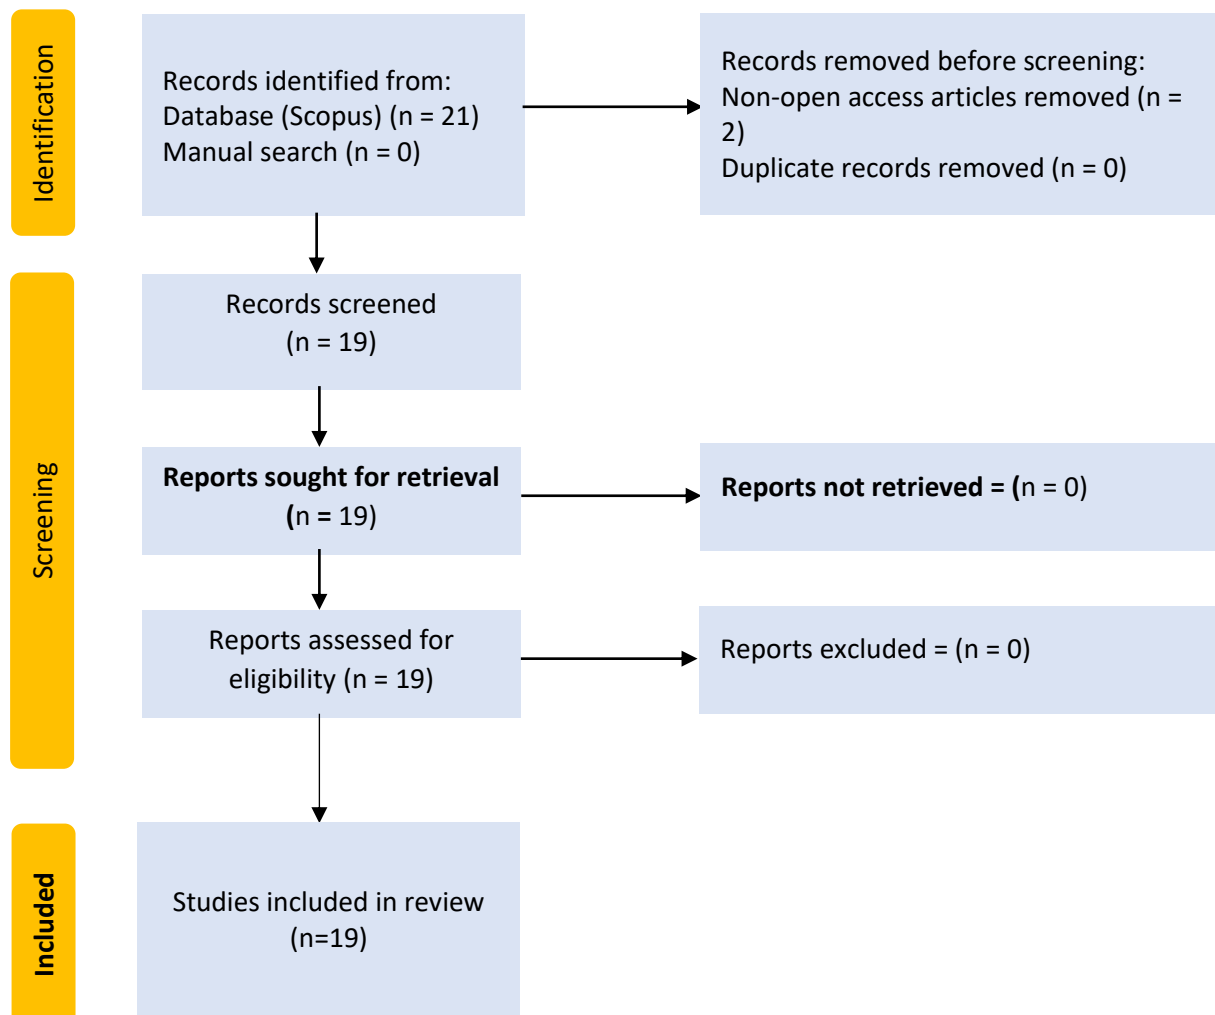 Identification
Records identified from:
Database (Scopus) (n = 21)
Manual search (n = 0)
Records removed before screening:
Non-open access articles removed (n =
2)
Duplicate records removed (n = 0)
Screening
Records screened
(n = 19)
Reports sought for retrieval
(n = 19)
Reports not retrieved = (n = 0)
Reports assessed for
eligibility (n = 19)
Reports excluded = (n = 0)
Included
Studies included in review
(n=19)